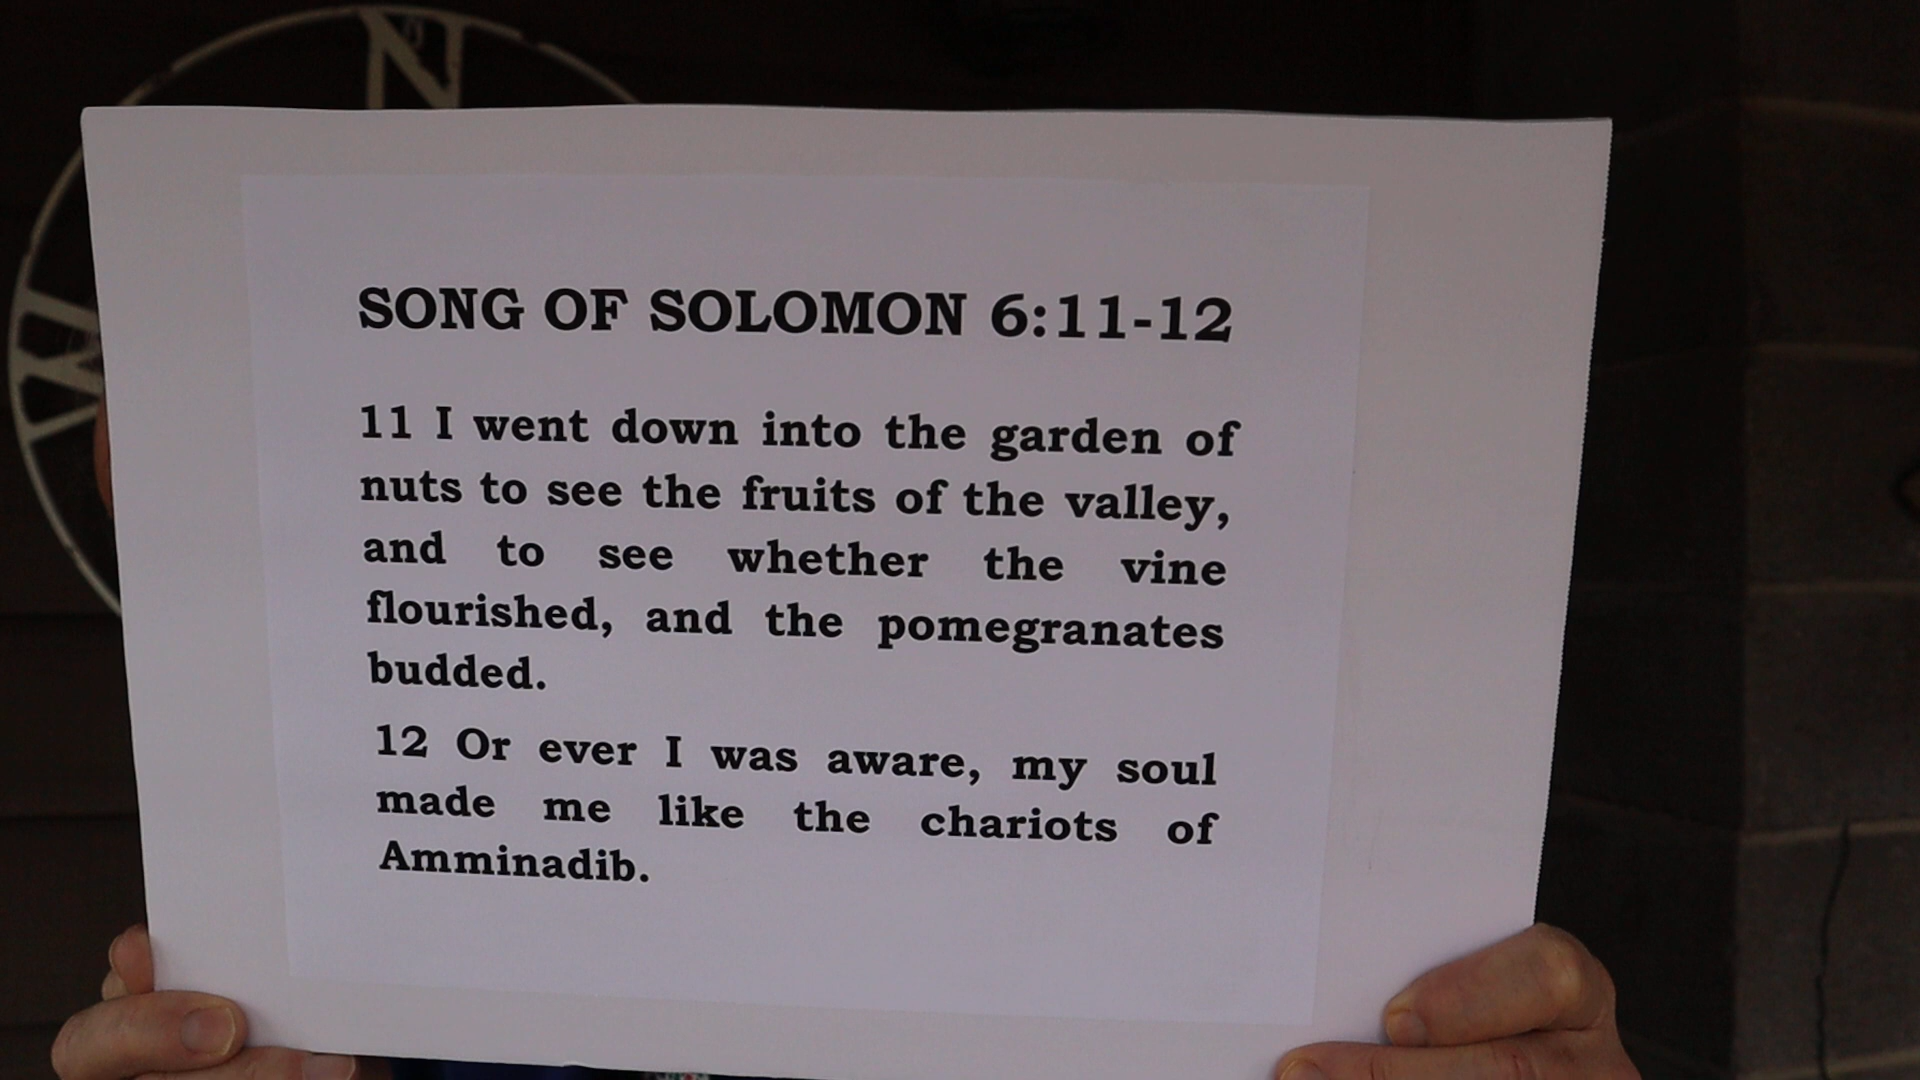 N
W
SONG OF SOLOMON 6:11-12
11 I went down into the garden of
nuts to see the fruits of the valley,
and to see whether the vine
flourished, and the pomegranates
budded.
12 Or ever I was aware, my soul
made me like the chariots of
Amminadib.